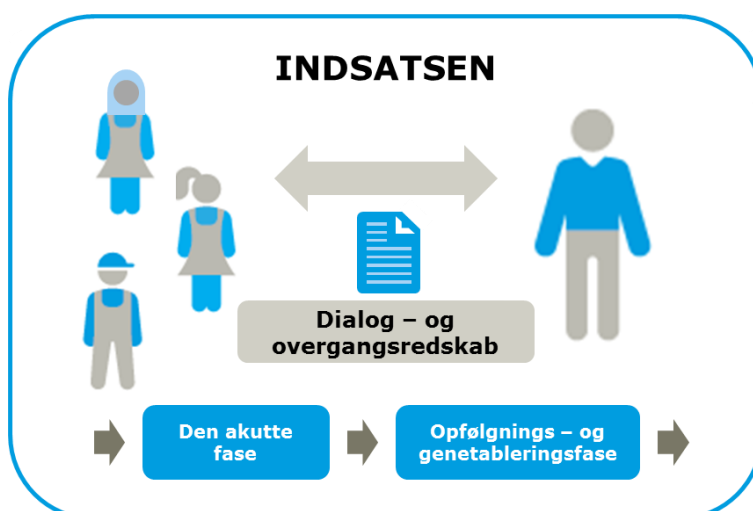 INDSATSEN
Dialog – og
overgangsredskab
Den akutte
fase
Opfølgnings – og
genetableringsfase